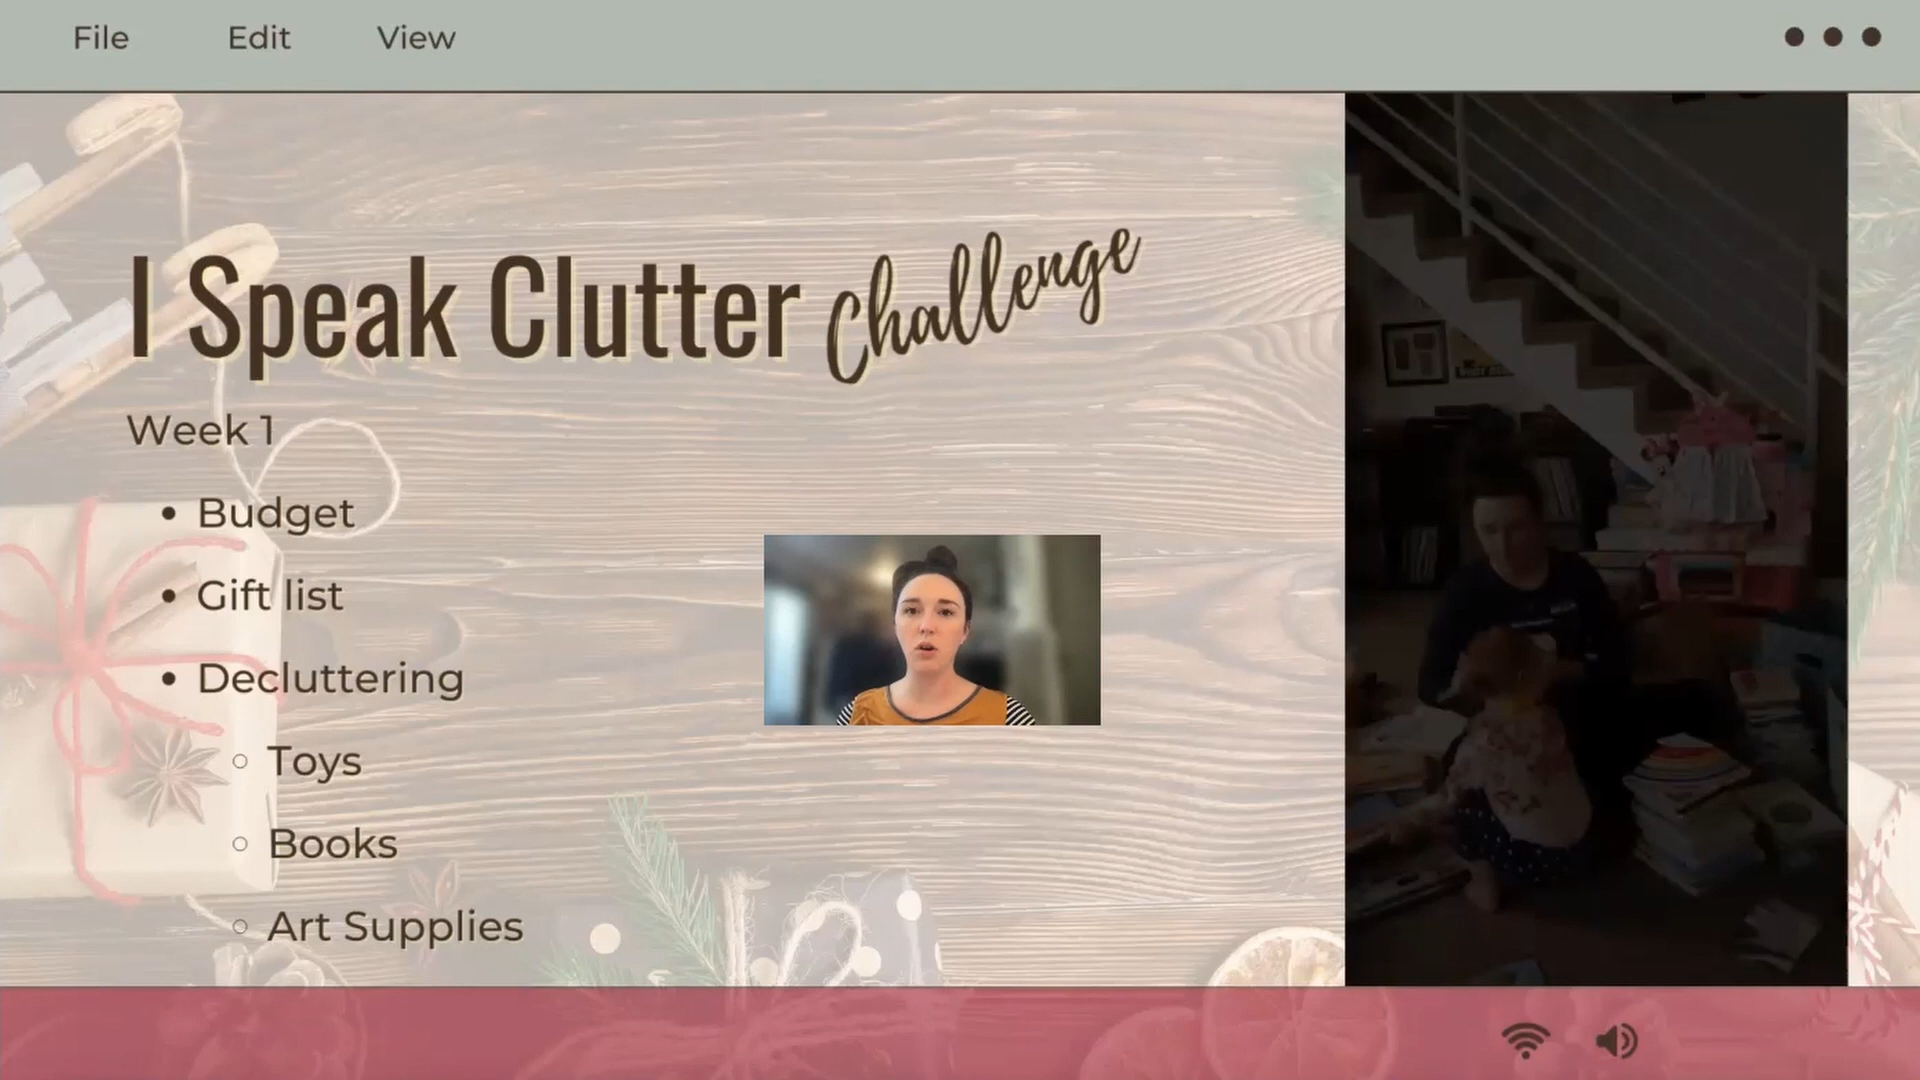 File Edit View
I Speak Clutter Challenge
Week 1
• Budget
• Gift list
• Decluttering
○ Toys
○ Books
○ Art Supplies